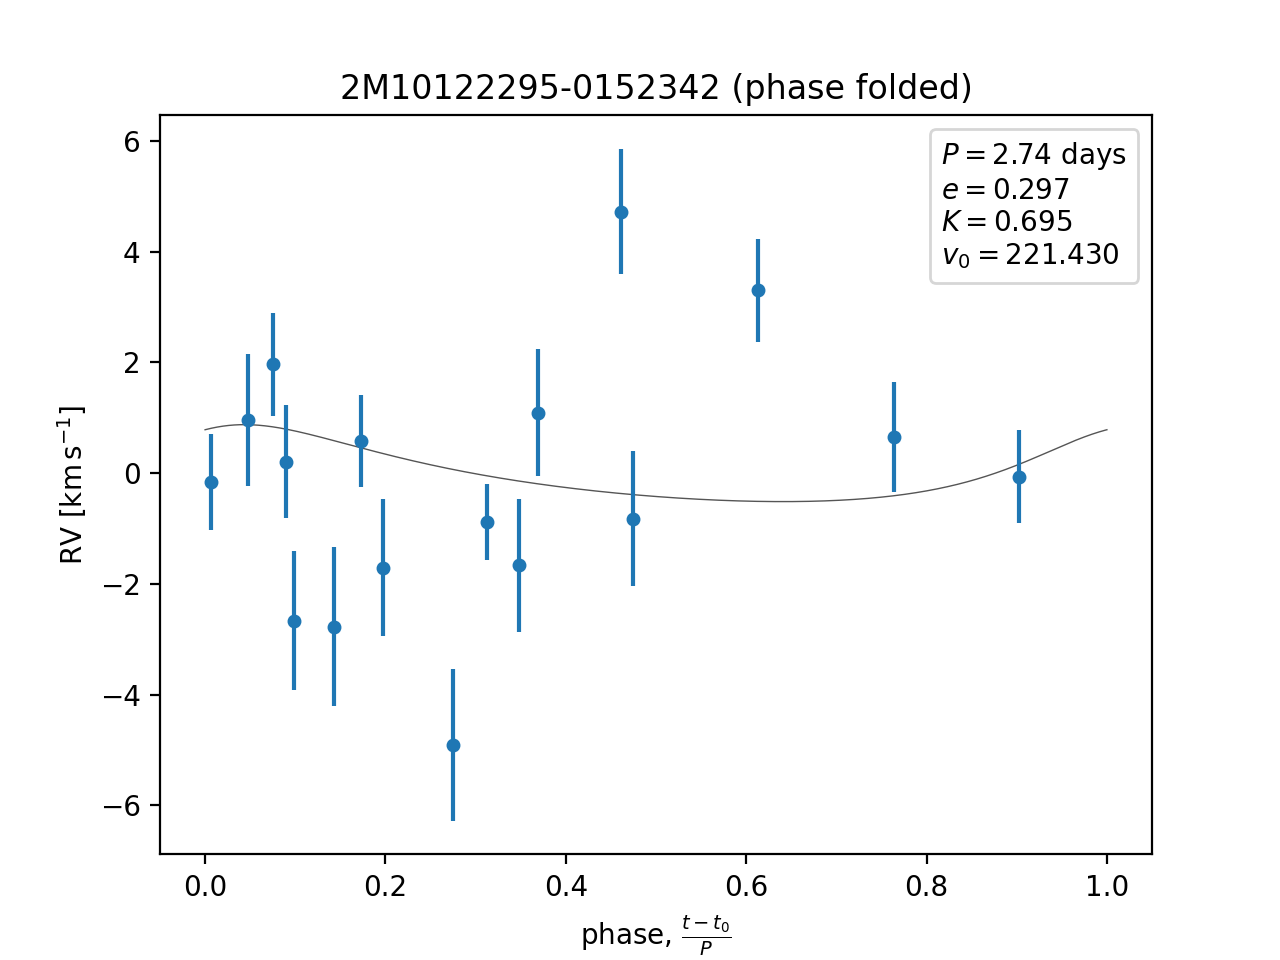 2M10122295-0152342 (phase folded)
P = 2.74 days
e = 0.297
K = 0.695
v₀ = 221.430
6
4
2
0
−2
−4
−6
RV [km s⁻¹]
0.0 0.2 0.4 0.6 0.8 1.0
phase, (t − t₀)/P